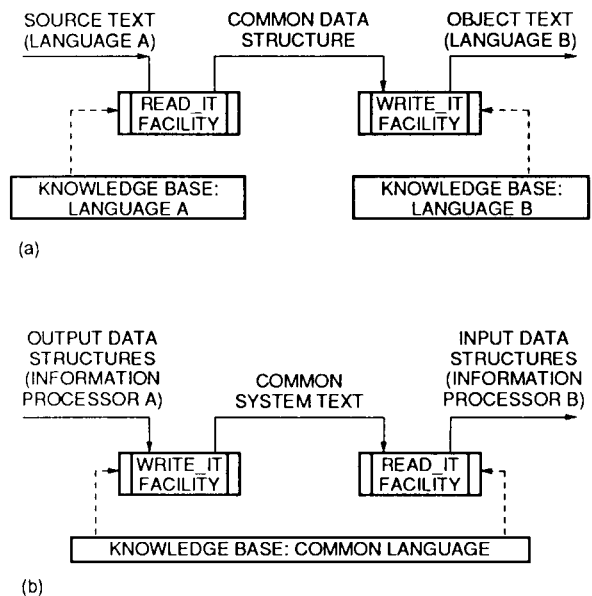 SOURCE TEXT
(LANGUAGE A)
COMMON DATA
STRUCTURE
OBJECT TEXT
(LANGUAGE B)
READ_IT
FACILITY
WRITE_IT
FACILITY
KNOWLEDGE BASE:
LANGUAGE A
KNOWLEDGE BASE:
LANGUAGE B
(a)
OUTPUT DATA
STRUCTURES
(INFORMATION
PROCESSOR A)
COMMON
SYSTEM TEXT
INPUT DATA
STRUCTURES
(INFORMATION
PROCESSOR B)
WRITE_IT
FACILITY
READ_IT
FACILITY
KNOWLEDGE BASE: COMMON LANGUAGE
(b)